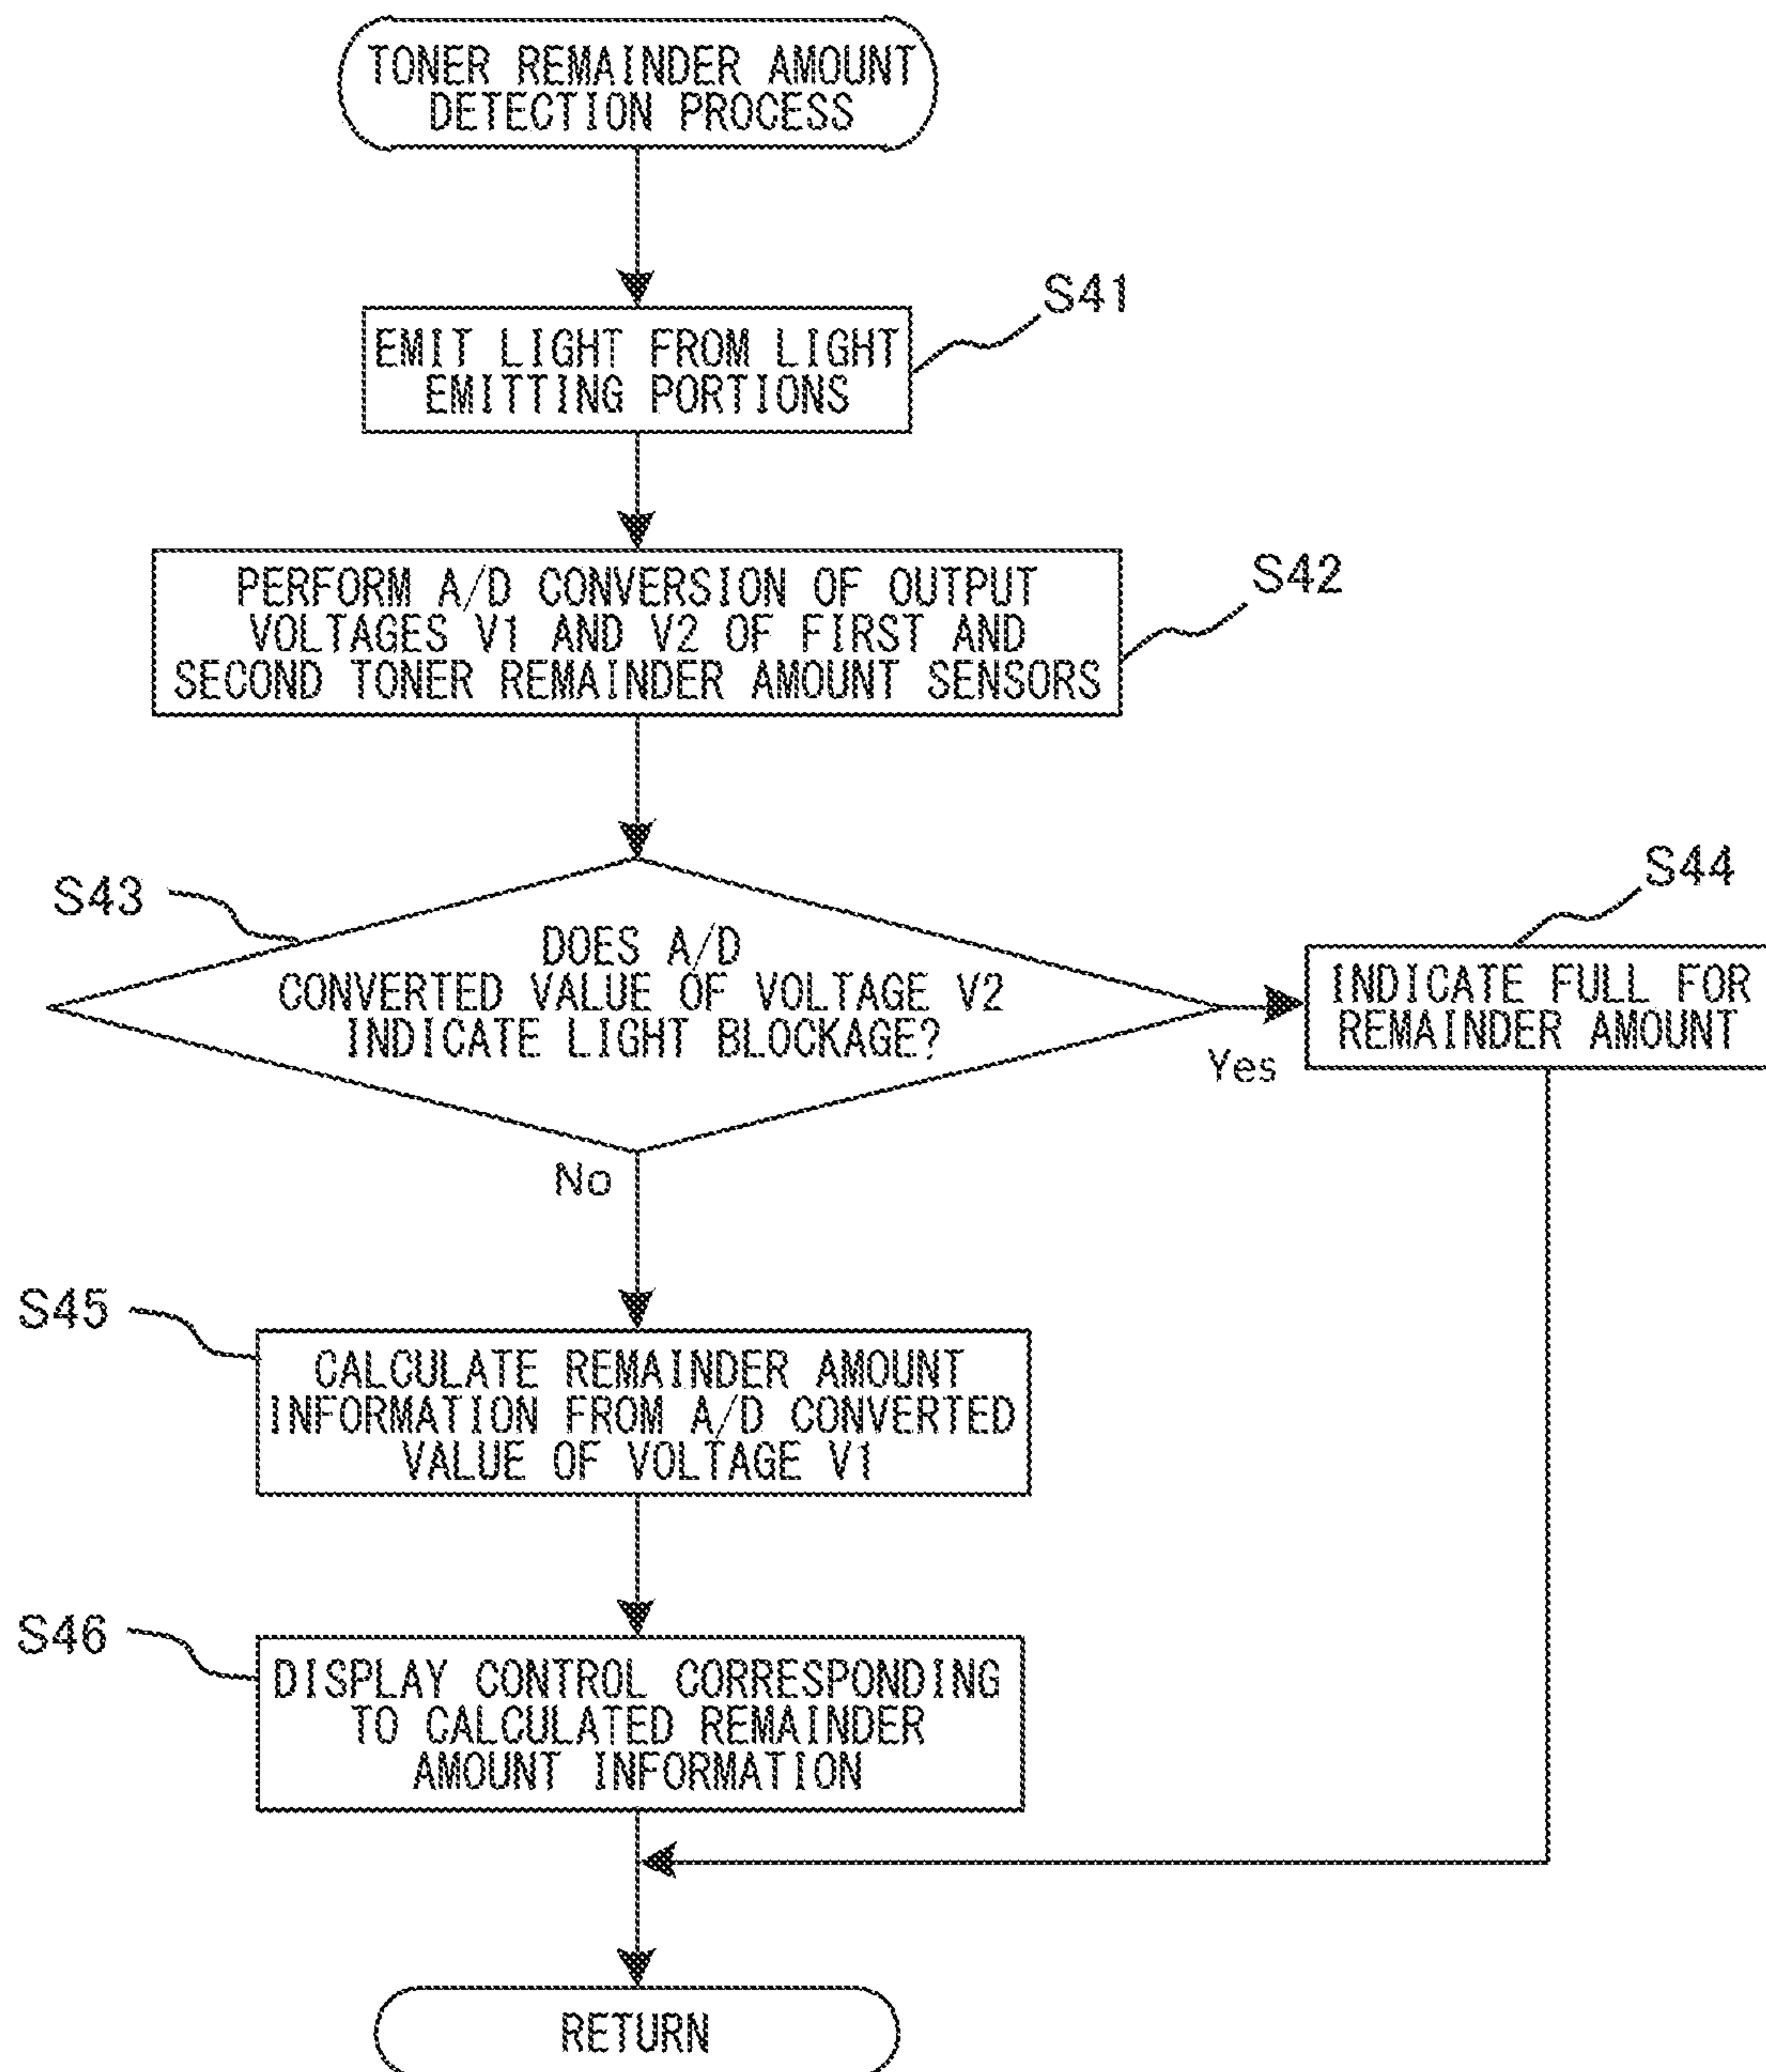 TONER REMAINDER AMOUNT
DETECTION PROCESS
S41
EMIT LIGHT FROM LIGHT
EMITTING PORTIONS
S42
PERFORM A/D CONVERSION OF OUTPUT
VOLTAGES V1 AND V2 OF FIRST AND
SECOND TONER REMAINDER AMOUNT SENSORS
S43
DOES A/D
CONVERTED VALUE OF VOLTAGE V2
INDICATE LIGHT BLOCKAGE?
Yes
S44
INDICATE FULL FOR
REMAINDER AMOUNT
No
S45
CALCULATE REMAINDER AMOUNT
INFORMATION FROM A/D CONVERTED
VALUE OF VOLTAGE V1
S46
DISPLAY CONTROL CORRESPONDING
TO CALCULATED REMAINDER
AMOUNT INFORMATION
RETURN